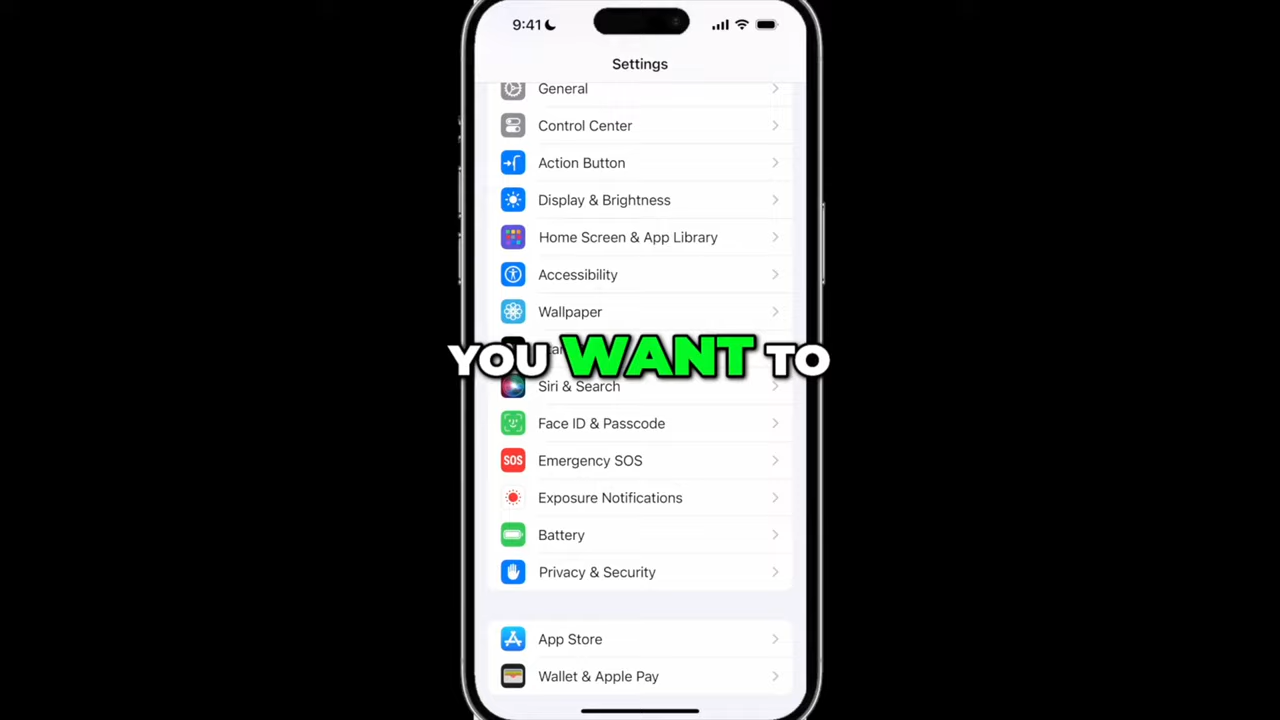 9:41
Settings
General
Control Center
Action Button
Display & Brightness
Home Screen & App Library
Accessibility
Wallpaper
YOU WANT TO
Siri & Search
Face ID & Passcode
SOS Emergency SOS
Exposure Notifications
Battery
Privacy & Security
App Store
Wallet & Apple Pay